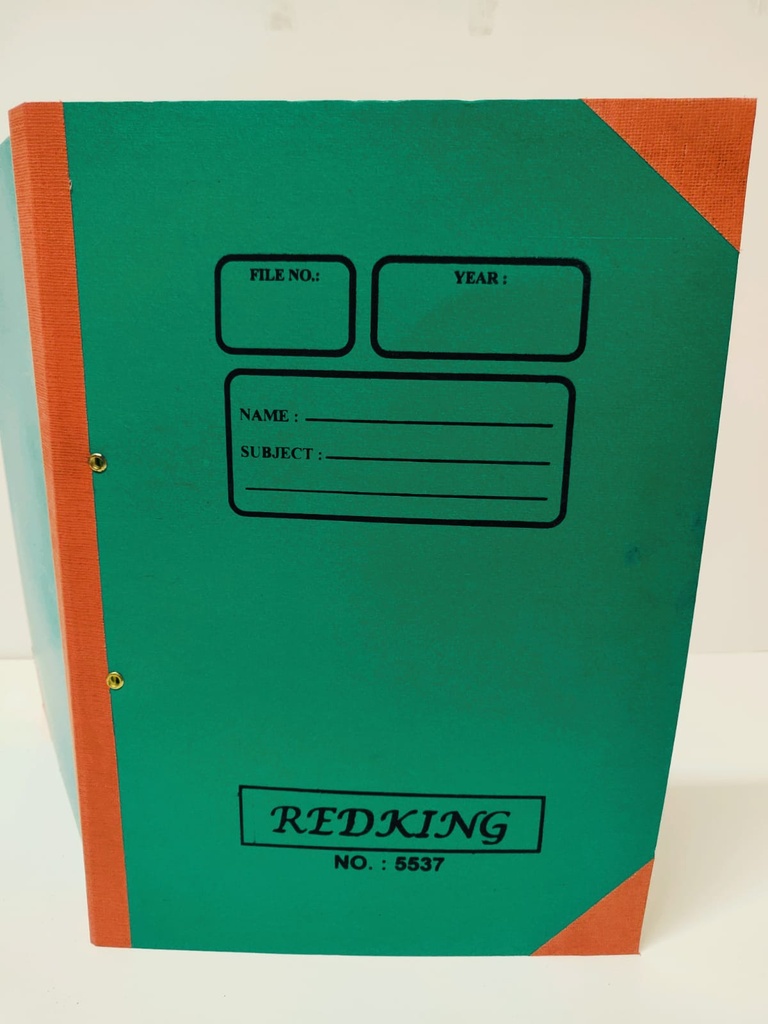 FILE NO.:
YEAR :
NAME :
SUBJECT :
REDKING
NO. : 5537